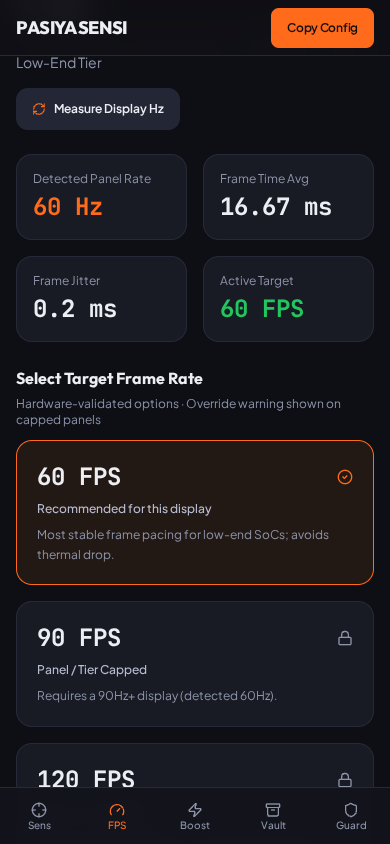 PASIYASENSI
Copy Config
Low-End Tier
Measure Display Hz
Detected Panel Rate
60 Hz
Frame Time Avg
16.67 ms
Frame Jitter
0.2 ms
Active Target
60 FPS
Select Target Frame Rate
Hardware-validated options · Override warning shown on
capped panels
60 FPS
Recommended for this display
Most stable frame pacing for low-end SoCs; avoids
thermal drop.
90 FPS
Panel / Tier Capped
Requires a 90Hz+ display (detected 60Hz).
120 FPS
Sens
FPS
Boost
Vault
Guard